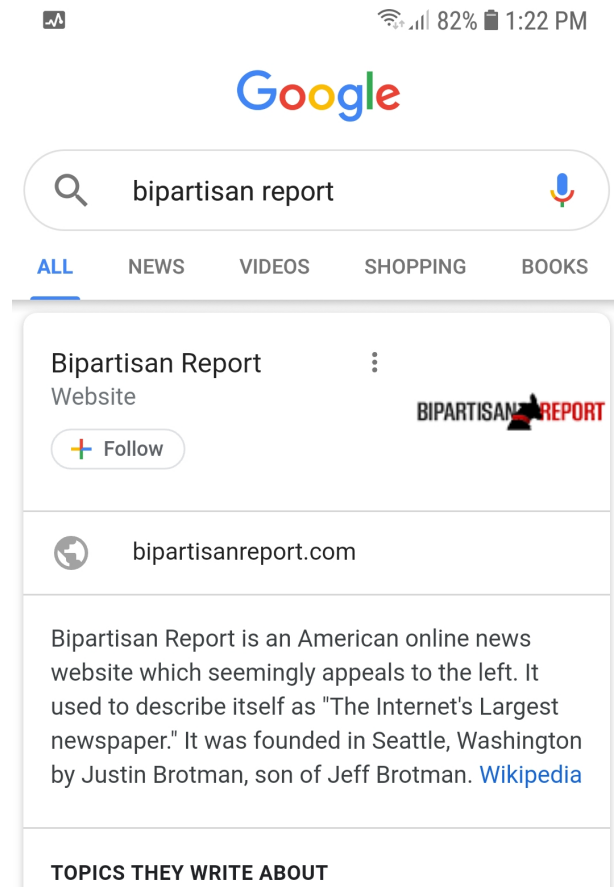 82% 1:22 PM
Google
bipartisan report
ALL NEWS VIDEOS SHOPPING BOOKS
Bipartisan Report
Website
BIPARTISAN REPORT
Follow
bipartisanreport.com
Bipartisan Report is an American online news
website which seemingly appeals to the left. It
used to describe itself as "The Internet's Largest
newspaper." It was founded in Seattle, Washington
by Justin Brotman, son of Jeff Brotman. Wikipedia
TOPICS THEY WRITE ABOUT